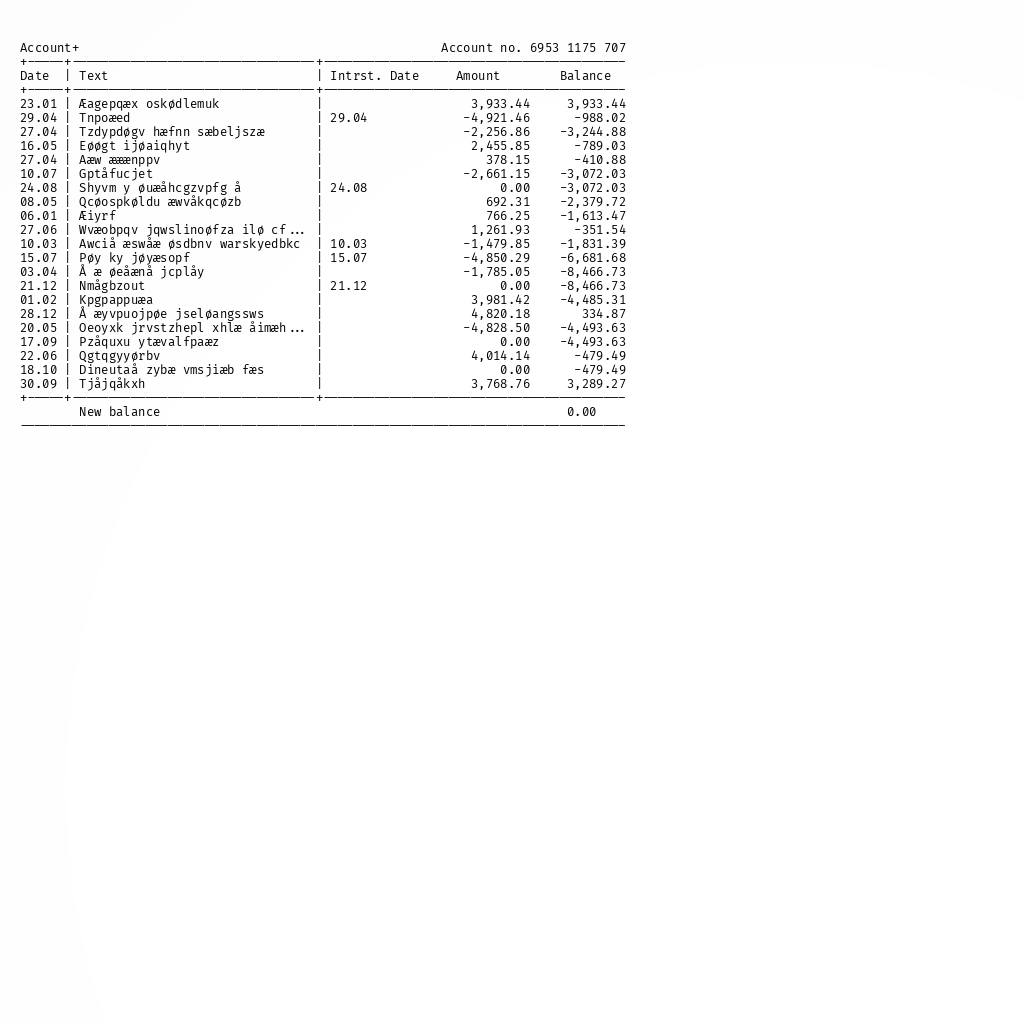 Account+ Account no. 6953 1175 707
+-----+---------------------------------+-----------------------------------------
Date | Text | Intrst. Date Amount Balance
+-----+---------------------------------+-----------------------------------------
23.01 | Æagepqæx oskødlemuk | 3,933.44 3,933.44
29.04 | Tnpoæed | 29.04 -4,921.46 -988.02
27.04 | Tzdypdøgv hæfnn sæbeljszæ | -2,256.86 -3,244.88
16.05 | Eøøgt ijøaiqhyt | 2,455.85 -789.03
27.04 | Aæw ææænppv | 378.15 -410.88
10.07 | Gptåfucjet | -2,661.15 -3,072.03
24.08 | Shyvm y øuæåhcgzvpfg å | 24.08 0.00 -3,072.03
08.05 | Qcøospkøldu æwvåkqcøzb | 692.31 -2,379.72
06.01 | Æiyrf | 766.25 -1,613.47
27.06 | Wvæobpqv jqwslinoøfza ilø cf... | 1,261.93 -351.54
10.03 | Awciå æswåæ øsdbnv warskyedbkc | 10.03 -1,479.85 -1,831.39
15.07 | Pøy ky jøyæsopf | 15.07 -4,850.29 -6,681.68
03.04 | Å æ øeåænå jcplåy | -1,785.05 -8,466.73
21.12 | Nmågbzout | 21.12 0.00 -8,466.73
01.02 | Kpgpappuæa | 3,981.42 -4,485.31
28.12 | Å æyvpuojpøe jseløangssws | 4,820.18 334.87
20.05 | Oeoyxk jrvstzhepl xhlæ åimæh... | -4,828.50 -4,493.63
17.09 | Pzåquxu ytævalfpaæz | 0.00 -4,493.63
22.06 | Qgtqgyyørbv | 4,014.14 -479.49
18.10 | Dineutaå zybæ vmsjiæb fæs | 0.00 -479.49
30.09 | Tjåjqåkxh | 3,768.76 3,289.27
+-----+---------------------------------+-----------------------------------------
New balance 0.00
----------------------------------------------------------------------------------